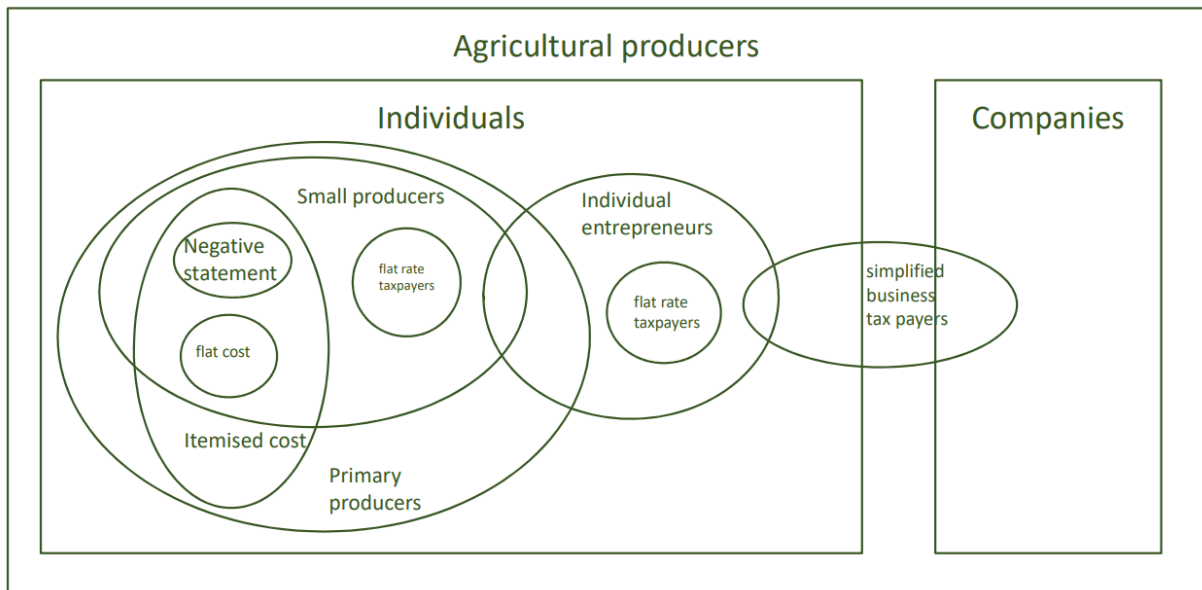 Agricultural producers
Individuals
Companies
Small producers
Individual
entrepreneurs
Negative
statement
flat rate
taxpayers
flat rate
taxpayers
simplified
business
tax payers
flat cost
Itemised cost
Primary
producers